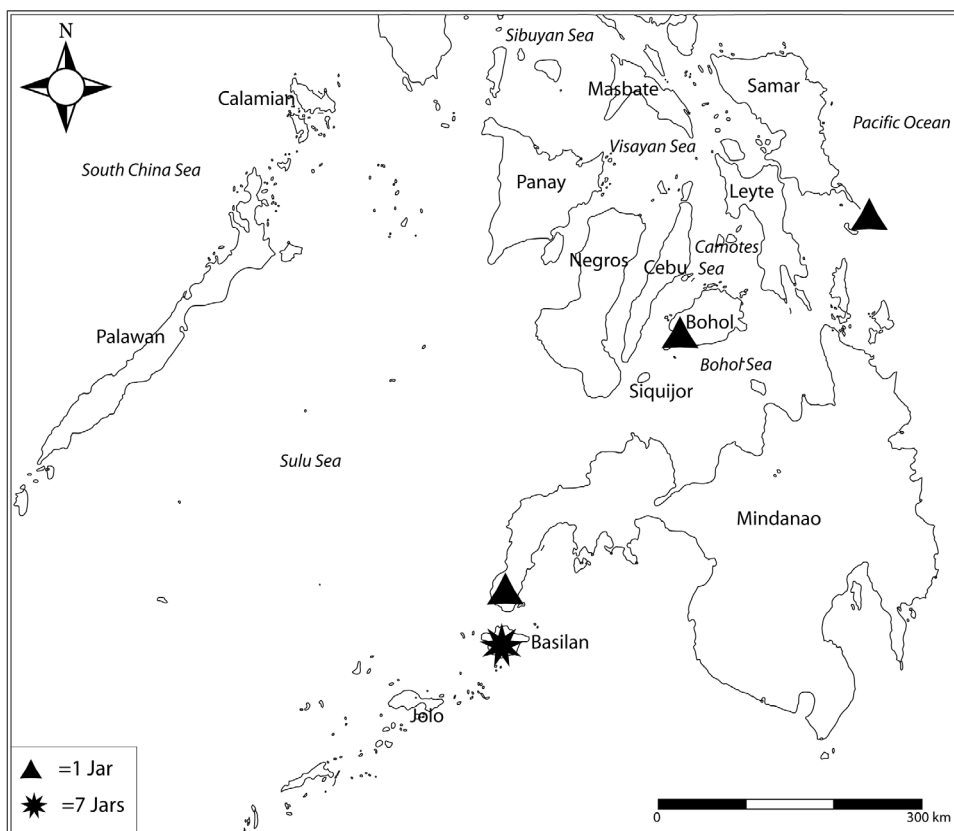 N
Sibuyan Sea
Calamian
Masbate
Samar
Pacific Ocean
South China Sea
Visayan Sea
Panay
Leyte
Negros
Cebu
Camotes
Sea
Palawan
Bohol
Bohol Sea
Siquijor
Sulu Sea
Mindanao
Basilan
Jolo
=1 Jar
=7 Jars
0
300 km